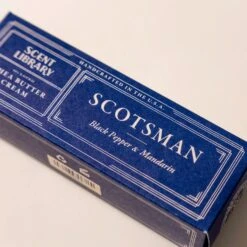 SCENT
LIBRARY
SHEA BUTTER
CREAM
HANDCRAFTED IN THE U.S.A.
SCOTSMAN
Black Pepper & Mandarin